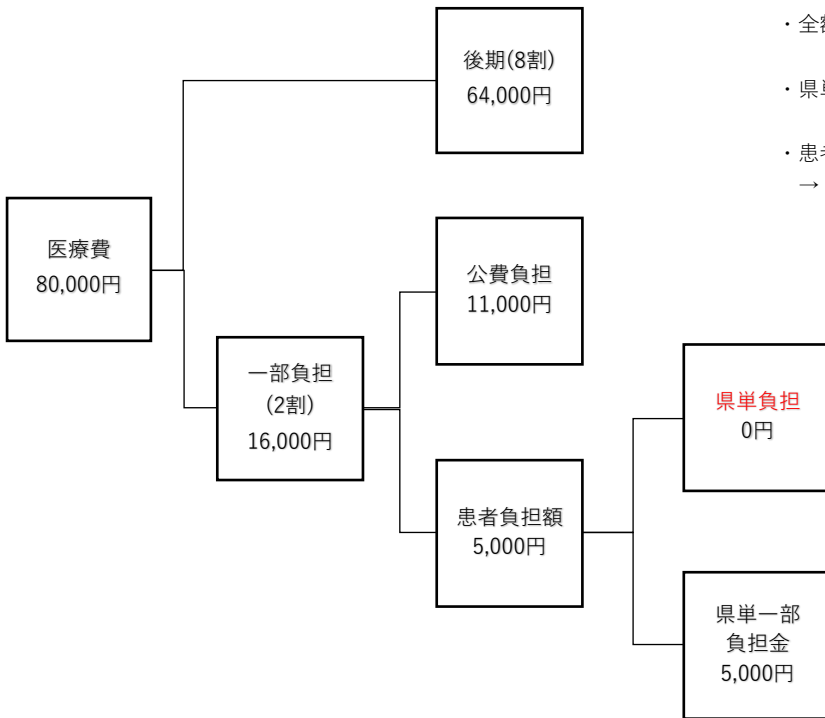 後期(8割)
64,000円
・全
・県
・患
→
医療費
80,000円
公費負担
11,000円
一部負担
(2割)
16,000円
県単負担
0円
患者負担額
5,000円
県単一部
負担金
5,000円